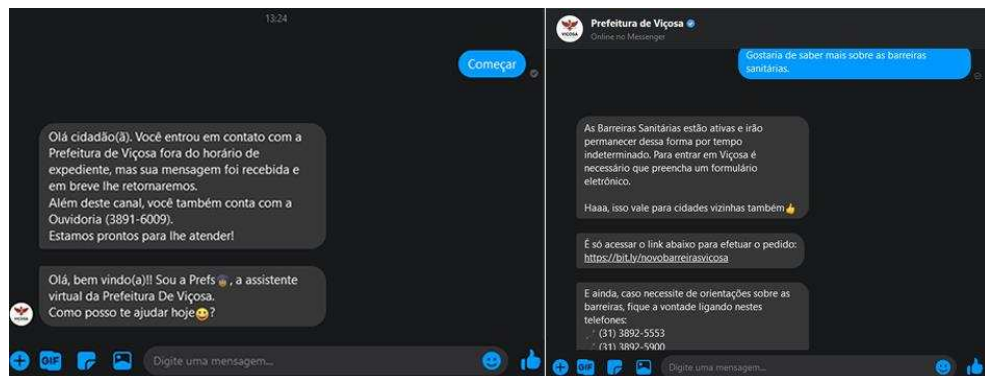 13:24
Começar
Olá cidadão(ã). Você entrou em contato com a
Prefeitura de Viçosa fora do horário de
expediente, mas sua mensagem foi recebida e
em breve lhe retornaremos.
Além deste canal, você também conta com a
Ouvidoria (3891-6009).
Estamos prontos para lhe atender!
Olá, bem vindo(a)!! Sou a Prefs, a assistente
virtual da Prefeitura De Viçosa.
Como posso te ajudar hoje😀?
VIÇOSA
GIF
Digite uma mensagem...
VIÇOSA
Prefeitura de Viçosa
Online no Messenger
Gostaria de saber mais sobre as barreiras
sanitárias.
As Barreiras Sanitárias estão ativas e irão
permanecer dessa forma por tempo
indeterminado. Para entrar em Viçosa é
necessário que preencha um formulário
eletrônico.
Haaa, isso vale para cidades vizinhas também👍
É só acessar o link abaixo para efetuar o pedido:
https://bit.ly/novobarreirasvicosa
E ainda, caso necessite de orientações sobre as
barreiras, fique a vontade ligando nestes
telefones:
(31) 3892-5553
(31) 3892-5900
GIF
Digite uma mensagem...